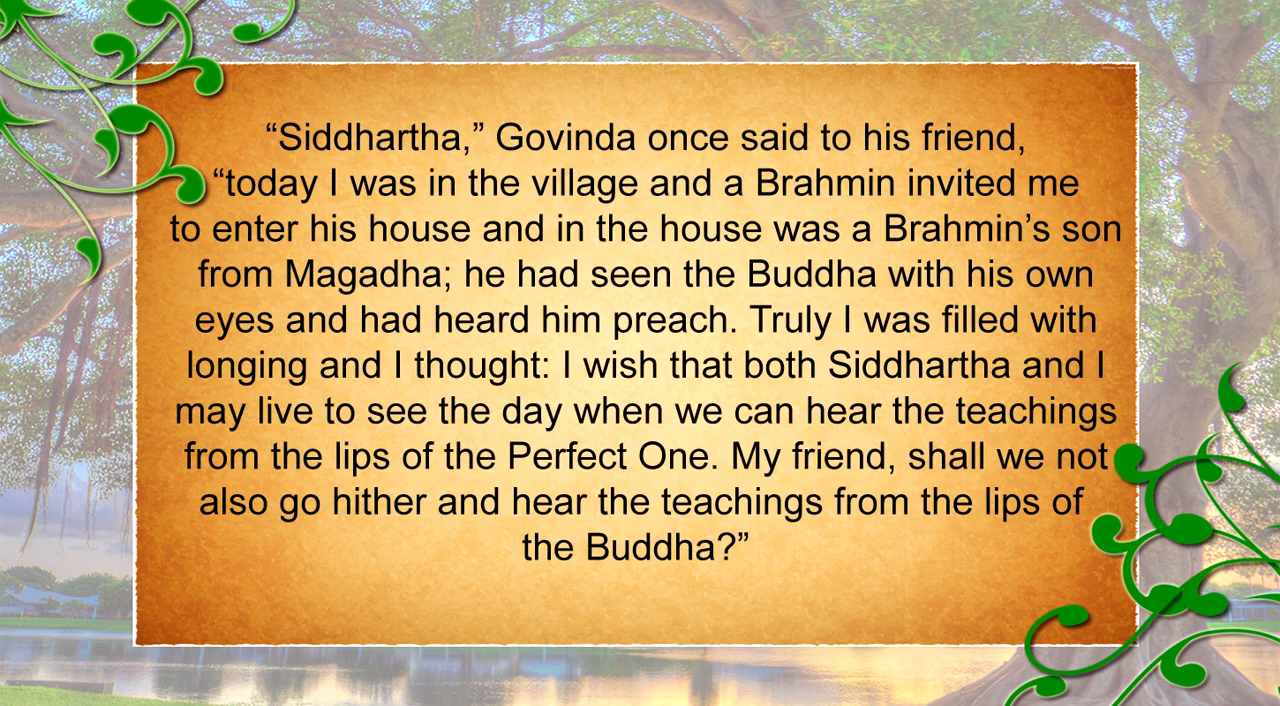 “Siddhartha,” Govinda once said to his friend,
“today I was in the village and a Brahmin invited me
to enter his house and in the house was a Brahmin’s son
from Magadha; he had seen the Buddha with his own
eyes and had heard him preach. Truly I was filled with
longing and I thought: I wish that both Siddhartha and I
may live to see the day when we can hear the teachings
from the lips of the Perfect One. My friend, shall we not
also go hither and hear the teachings from the lips of
the Buddha?”